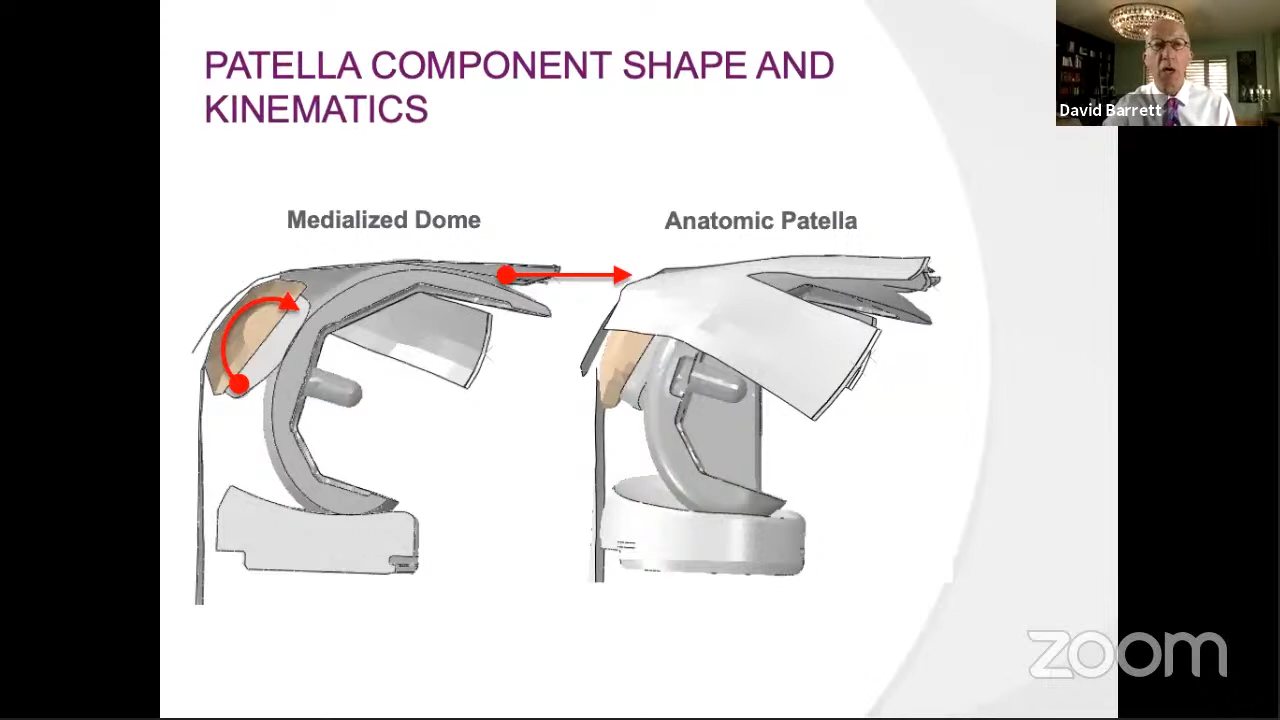 PATELLA COMPONENT SHAPE AND
KINEMATICS
David Barrett
Medialized Dome
Anatomic Patella
zoom